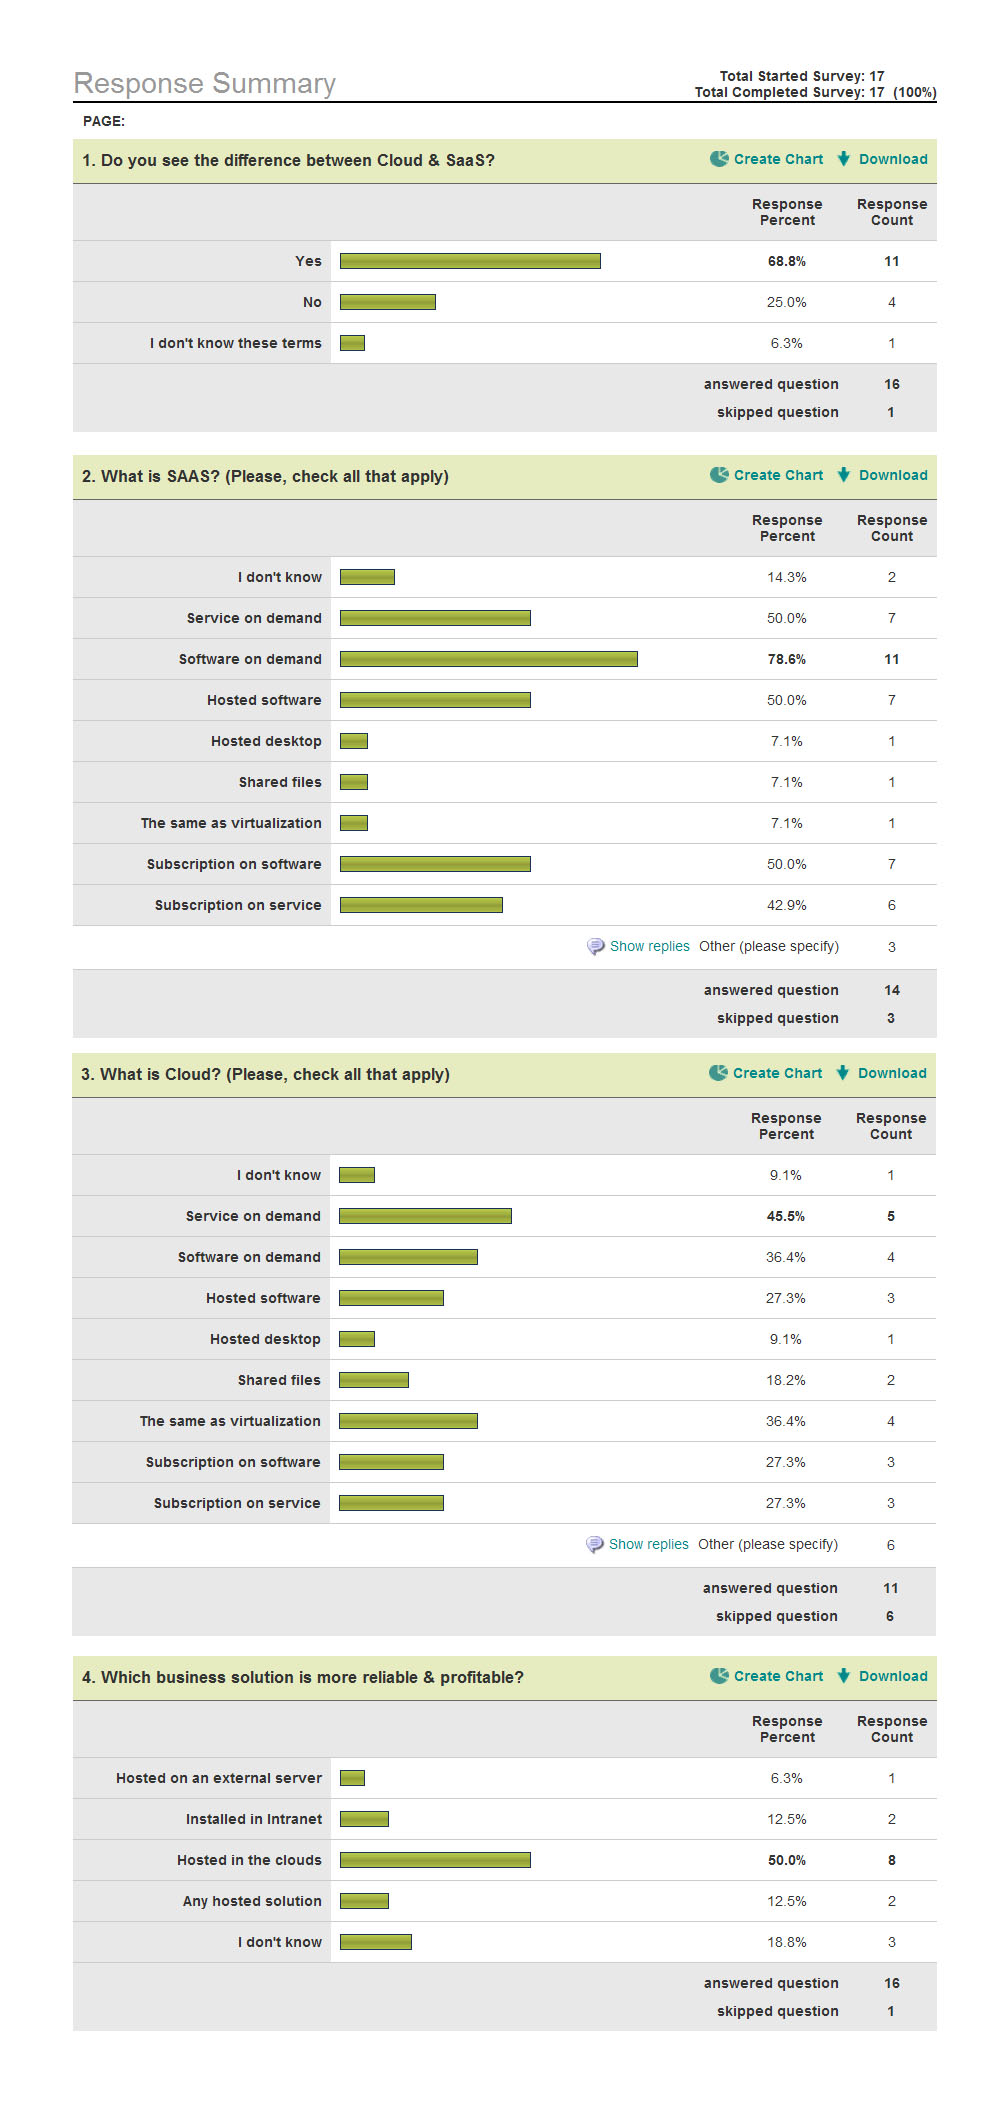 Response Summary
Total Started Survey: 17
Total Completed Survey: 17 (100%)
PAGE:
1. Do you see the difference between Cloud & SaaS? Create Chart Download
Response Response
Percent Count
Yes 68.8% 11
No 25.0% 4
I don't know these terms 6.3% 1
answered question 16
skipped question 1
2. What is SAAS? (Please, check all that apply) Create Chart Download
Response Response
Percent Count
I don't know 14.3% 2
Service on demand 50.0% 7
Software on demand 78.6% 11
Hosted software 50.0% 7
Hosted desktop 7.1% 1
Shared files 7.1% 1
The same as virtualization 7.1% 1
Subscription on software 50.0% 7
Subscription on service 42.9% 6
Show replies Other (please specify) 3
answered question 14
skipped question 3
3. What is Cloud? (Please, check all that apply) Create Chart Download
Response Response
Percent Count
I don't know 9.1% 1
Service on demand 45.5% 5
Software on demand 36.4% 4
Hosted software 27.3% 3
Hosted desktop 9.1% 1
Shared files 18.2% 2
The same as virtualization 36.4% 4
Subscription on software 27.3% 3
Subscription on service 27.3% 3
Show replies Other (please specify) 6
answered question 11
skipped question 6
4. Which business solution is more reliable & profitable? Create Chart Download
Response Response
Percent Count
Hosted on an external server 6.3% 1
Installed in Intranet 12.5% 2
Hosted in the clouds 50.0% 8
Any hosted solution 12.5% 2
I don't know 18.8% 3
answered question 16
skipped question 1